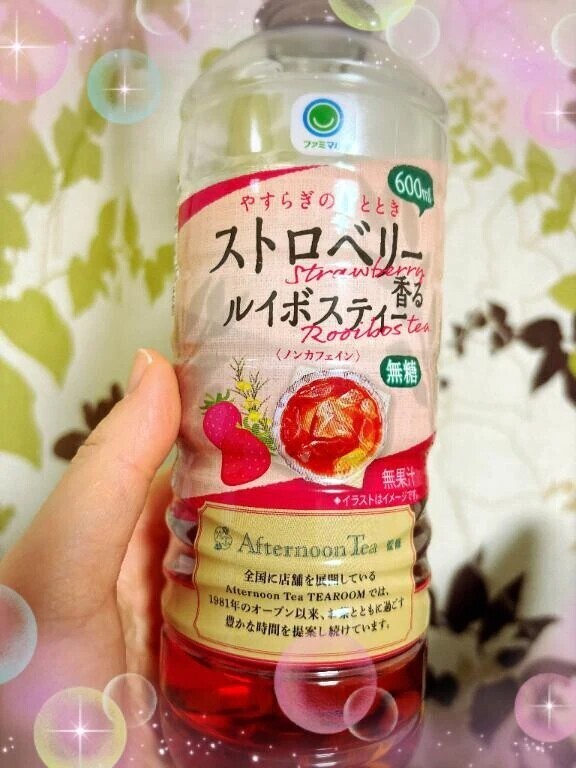 ファミマル
600ml
やすらぎのひととき
ストロベリー
Strawberry
香る
ルイボスティー
Rooibos tea
〈ノンカフェイン〉
無糖
無果汁
◆イラストはイメージです。
Afternoon Tea 監修
全国に店舗を展開している
Afternoon Tea TEAROOM では、
1981年のオープン以来、お茶とともに過ごす
豊かな時間を提案し続けています。